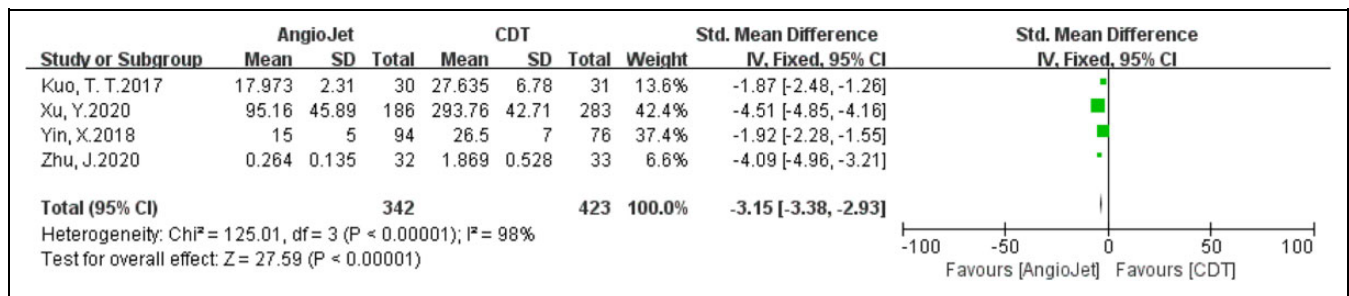 AngioJet CDT Std. Mean Difference Std. Mean Difference
Study or Subgroup Mean SD Total Mean SD Total Weight IV, Fixed, 95% CI IV, Fixed, 95% CI
Kuo, T. T.2017 17.973 2.31 30 27.635 6.78 31 13.6% -1.87 [-2.48, -1.26]
Xu, Y.2020 95.16 45.89 186 293.76 42.71 283 42.4% -4.51 [-4.85, -4.16]
Yin, X.2018 15 5 94 26.5 7 76 37.4% -1.92 [-2.28, -1.55]
Zhu, J.2020 0.264 0.135 32 1.869 0.528 33 6.6% -4.09 [-4.96, -3.21]
Total (95% CI) 342 423 100.0% -3.15 [-3.38, -2.93]
Heterogeneity: Chi² = 125.01, df = 3 (P < 0.00001); I² = 98%
Test for overall effect: Z = 27.59 (P < 0.00001)
-100 -50 0 50 100
Favours [AngioJet] Favours [CDT]